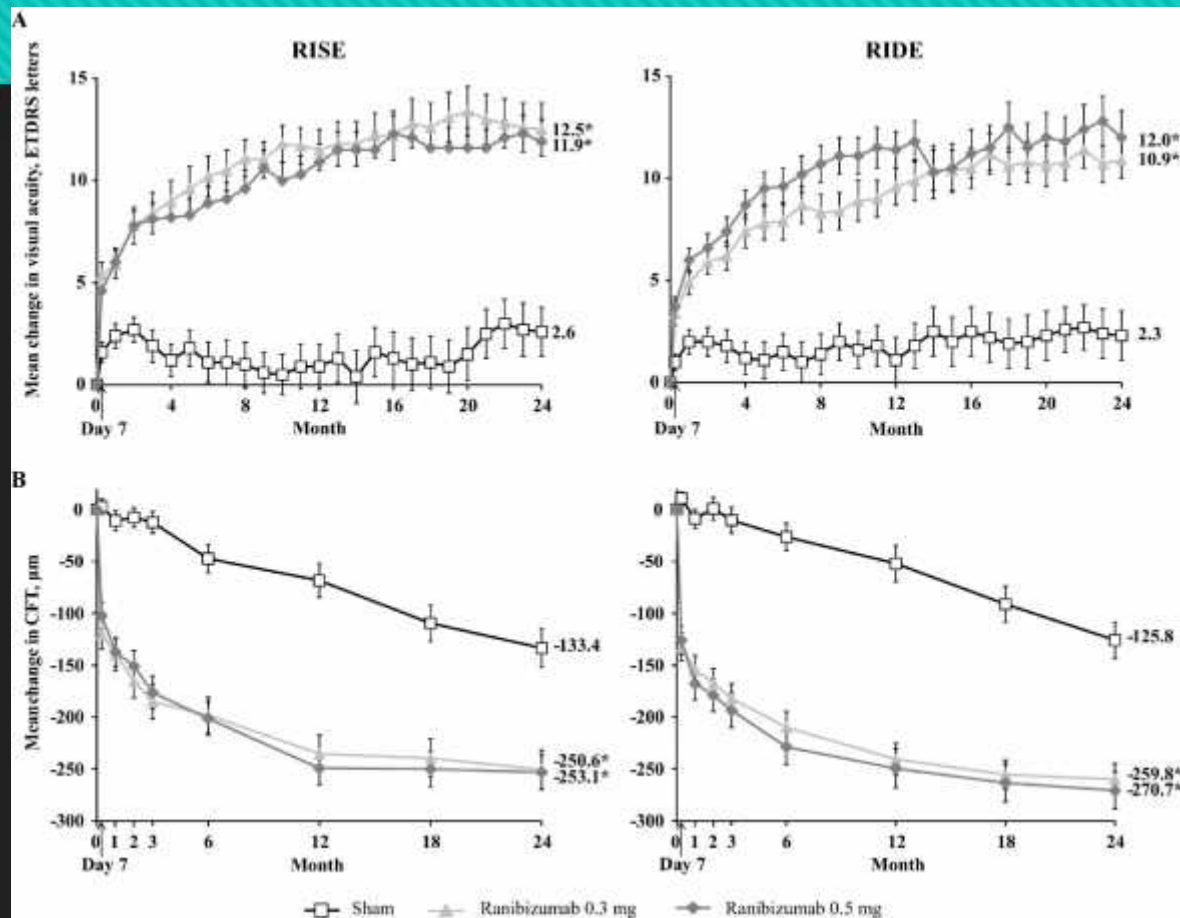 A
RISE
RIDE
Mean change in visual acuity, ETDRS letters
15
10
5
0
12.5*
11.9*
2.6
0 4 8 12 16 20 24
Day 7 Month
15
10
5
0
12.0*
10.9*
2.3
0 4 8 12 16 20 24
Day 7 Month
B
Mean change in CFT, µm
0
-50
-100
-150
-200
-250
-300
-133.4
-250.6*
-253.1*
0 1 2 3 6 12 18 24
Day 7 Month
0
-50
-100
-150
-200
-250
-300
-125.8
-259.8*
-270.7*
0 1 2 3 6 12 18 24
Day 7 Month
Sham Ranibizumab 0.3 mg Ranibizumab 0.5 mg